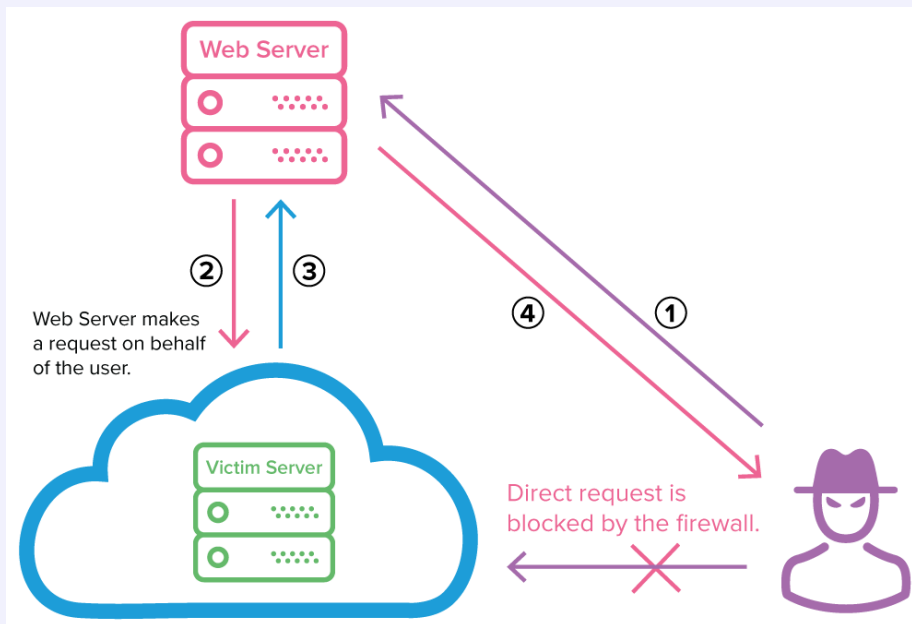 Web Server
②
③
④
①
Web Server makes
a request on behalf
of the user.
Victim Server
Direct request is
blocked by the firewall.